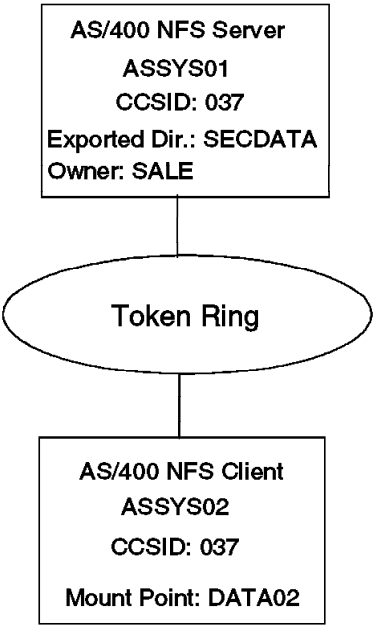 AS/400 NFS Server
ASSYS01
CCSID: 037
Exported Dir.: SECDATA
Owner: SALE
Token Ring
AS/400 NFS Client
ASSYS02
CCSID: 037
Mount Point: DATA02